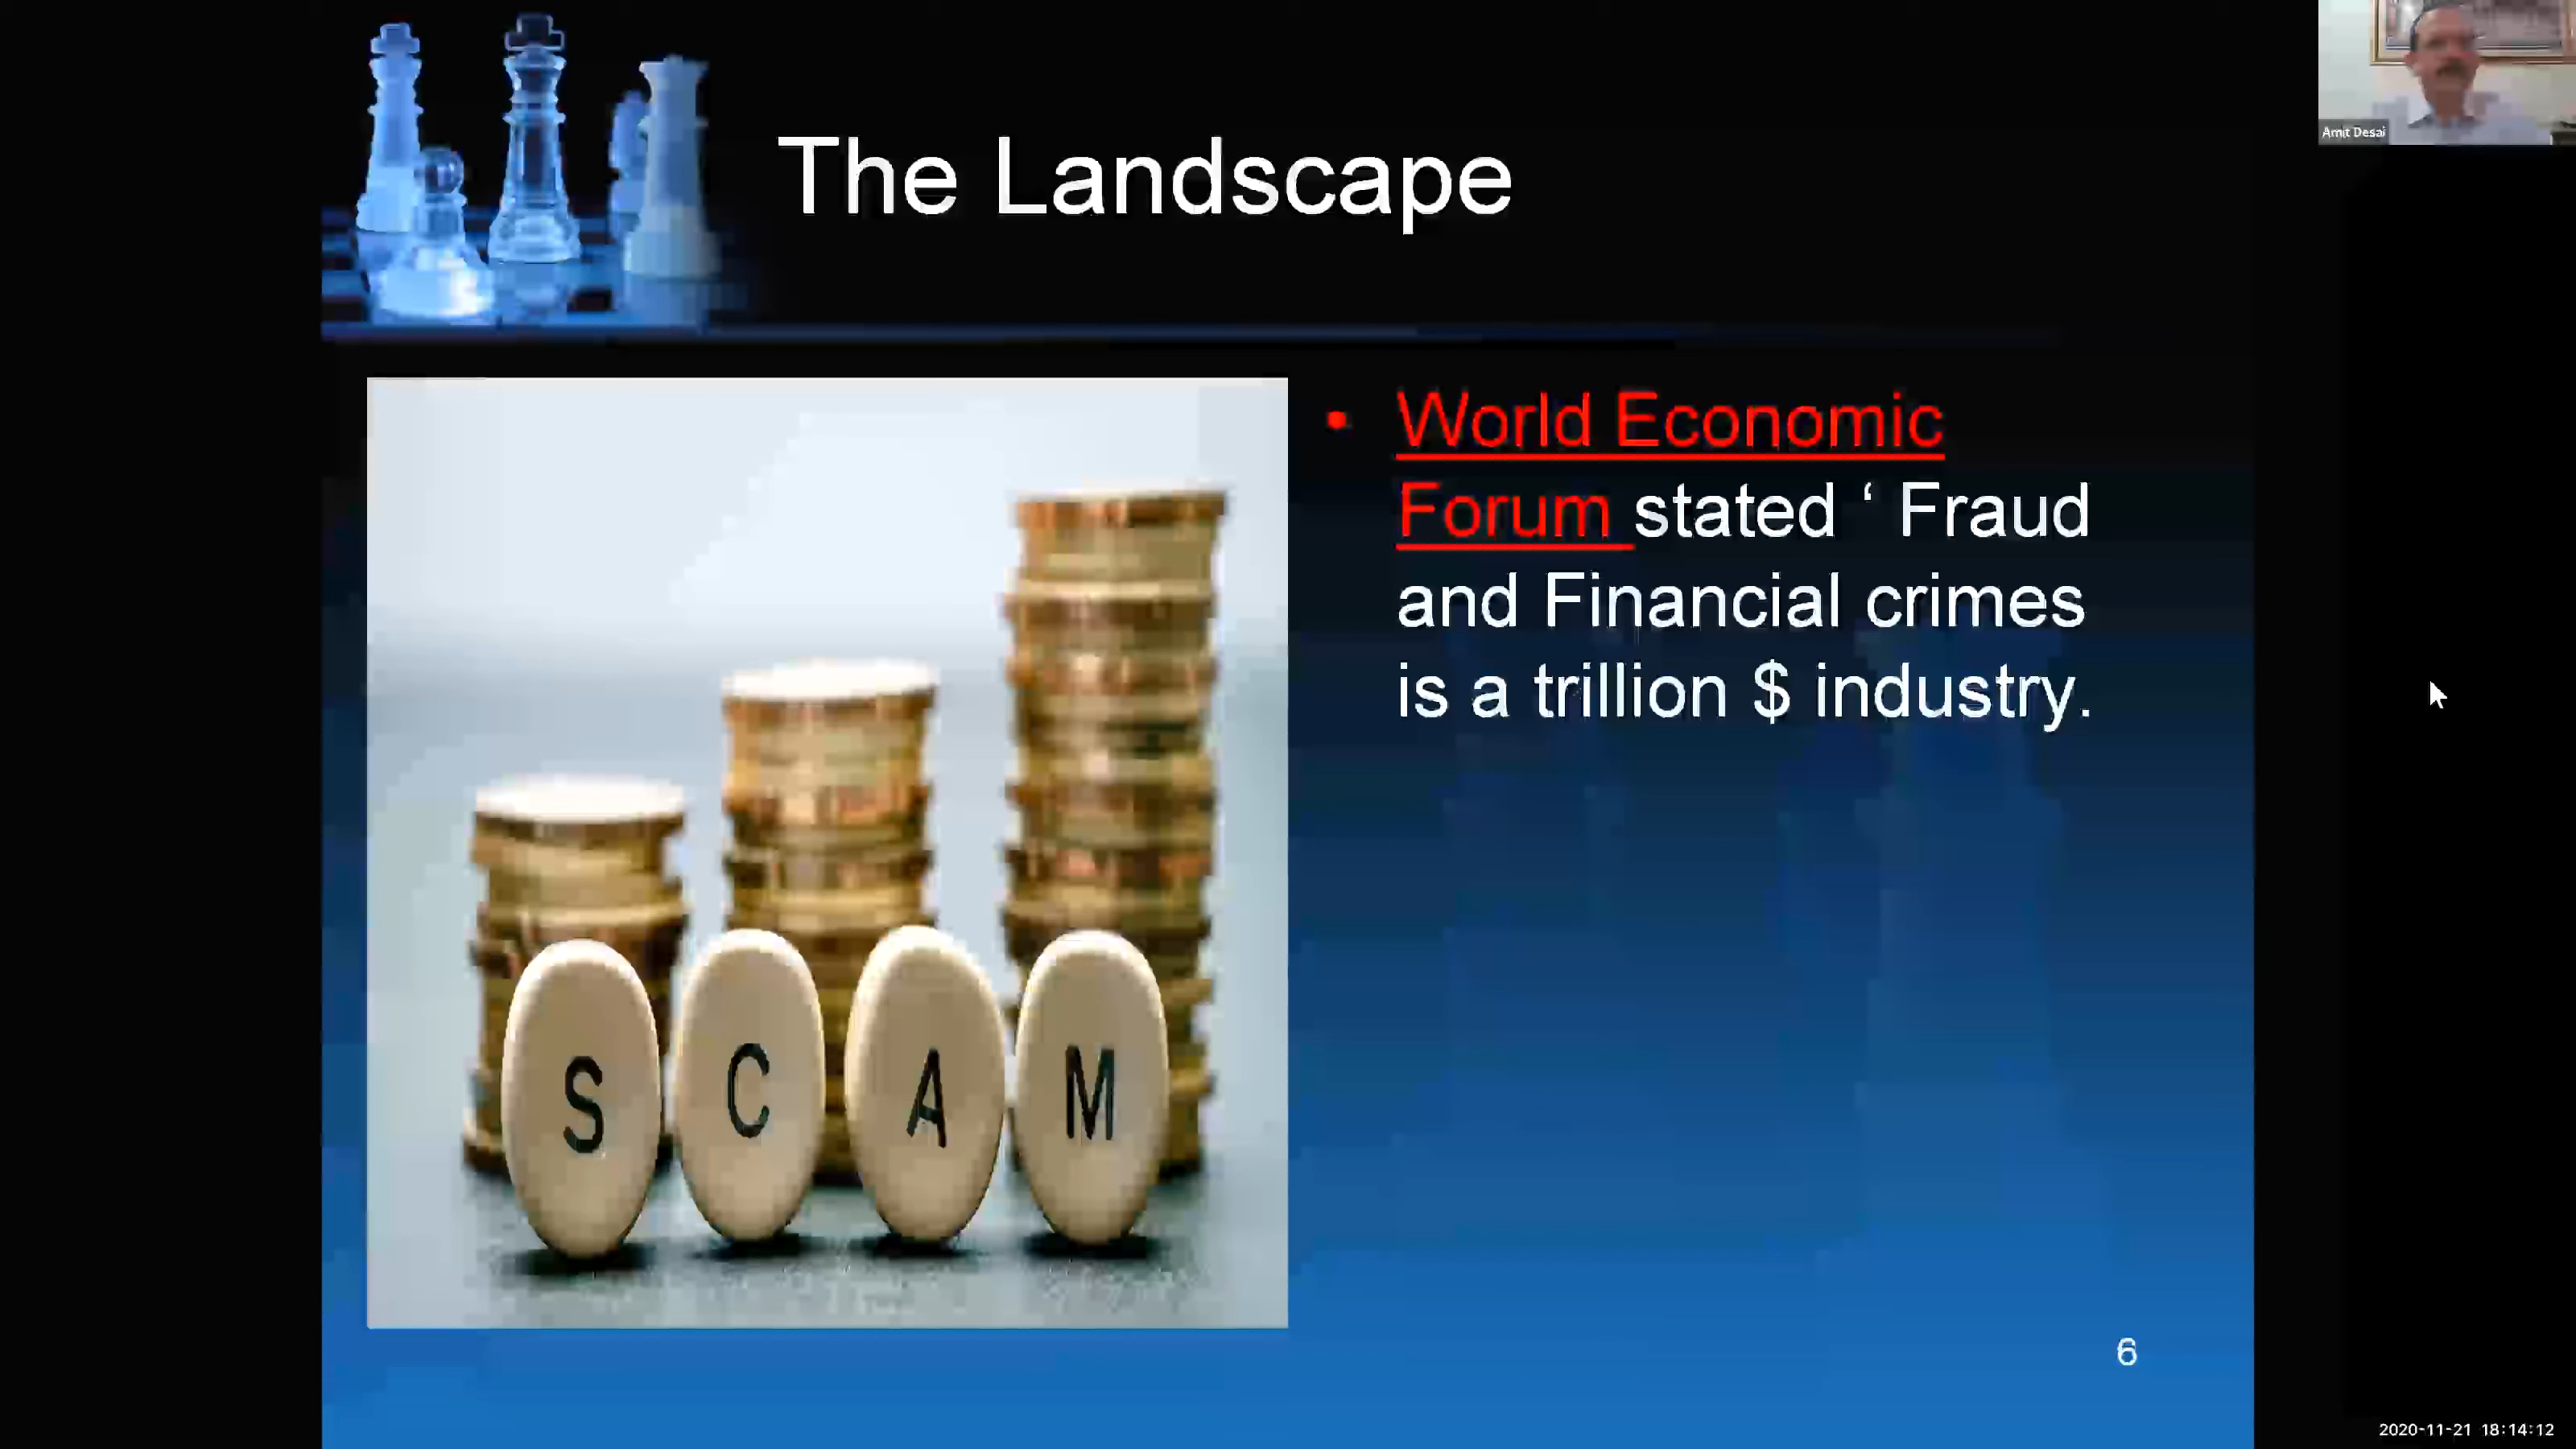 The Landscape
Amit Desai
• World Economic
Forum stated ‘ Fraud
and Financial crimes
is a trillion $ industry.
S C A M
6
2020-11-21 18:14:12